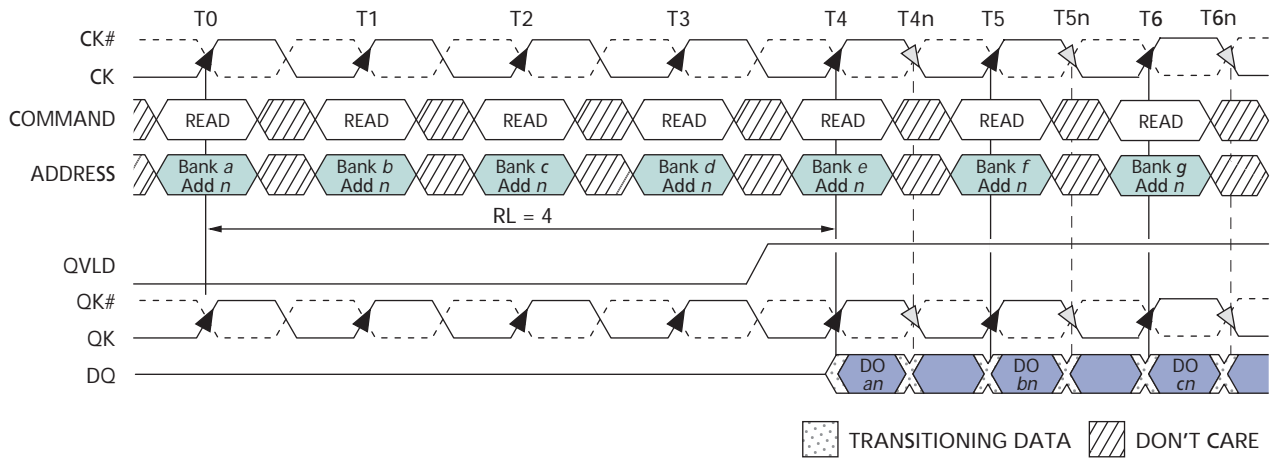 T0 T1 T2 T3 T4 T4n T5 T5n T6 T6n
CK#
CK
COMMAND READ READ READ READ READ READ READ
ADDRESS Bank a Bank b Bank c Bank d Bank e Bank f Bank g
Add n Add n Add n Add n Add n Add n Add n
RL = 4
QVLD
QK#
QK
DQ DO DO DO
an bn cn
TRANSITIONING DATA DON'T CARE